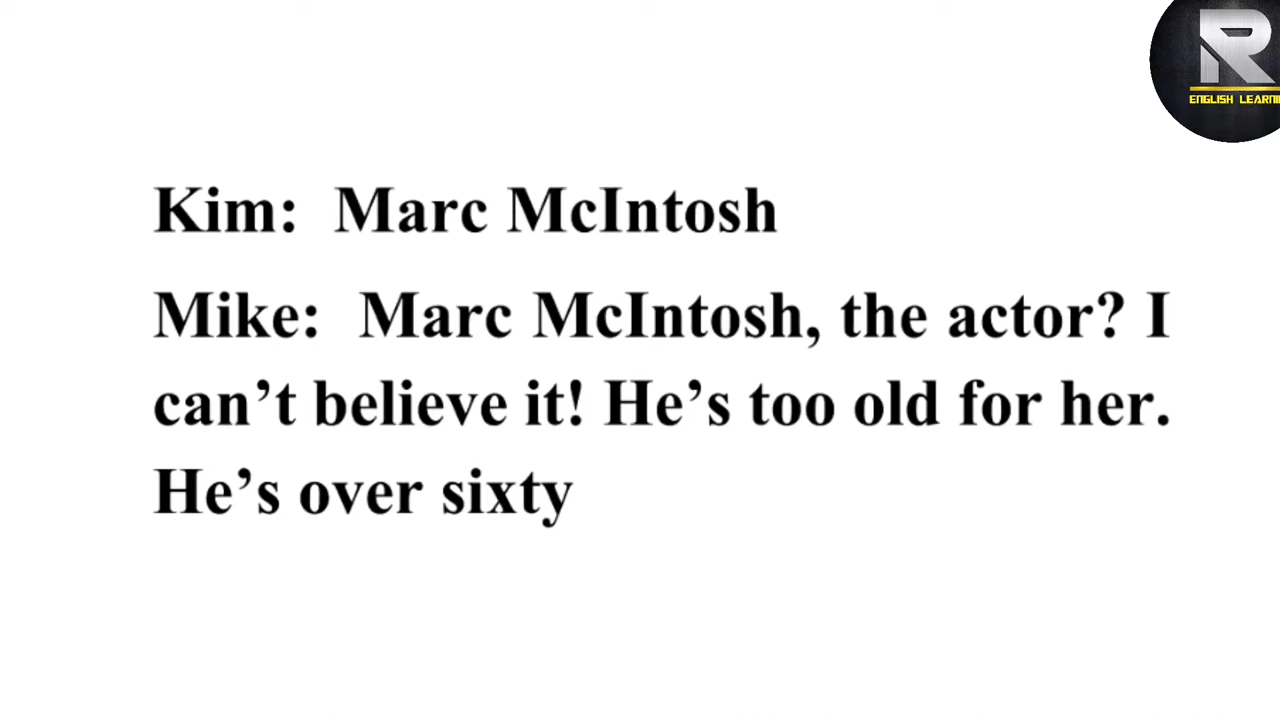 R
ENGLISH LEARNIN
Kim: Marc McIntosh
Mike: Marc McIntosh, the actor? I
can’t believe it! He’s too old for her.
He’s over sixty